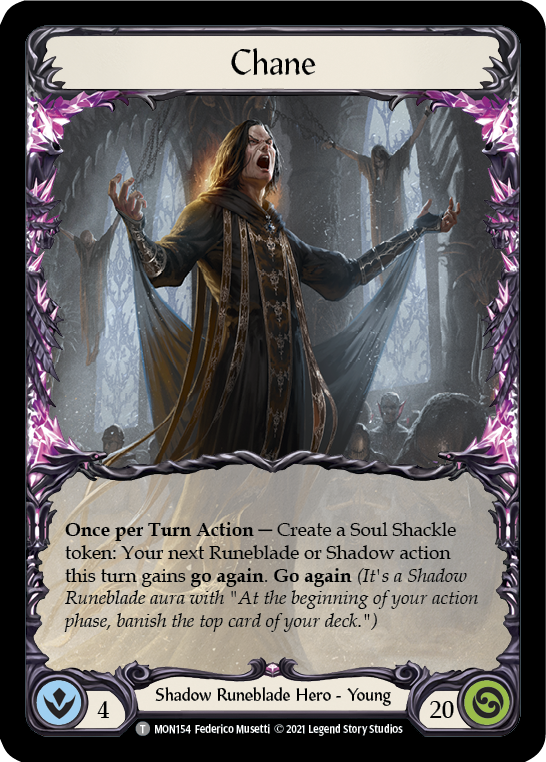 Chane
Once per Turn Action — Create a Soul Shackle
token: Your next Runeblade or Shadow action
this turn gains go again. Go again (It's a Shadow
Runeblade aura with "At the beginning of your action
phase, banish the top card of your deck.")
Shadow Runeblade Hero - Young
4
20
T MON154 Federico Musetti © 2021 Legend Story Studios